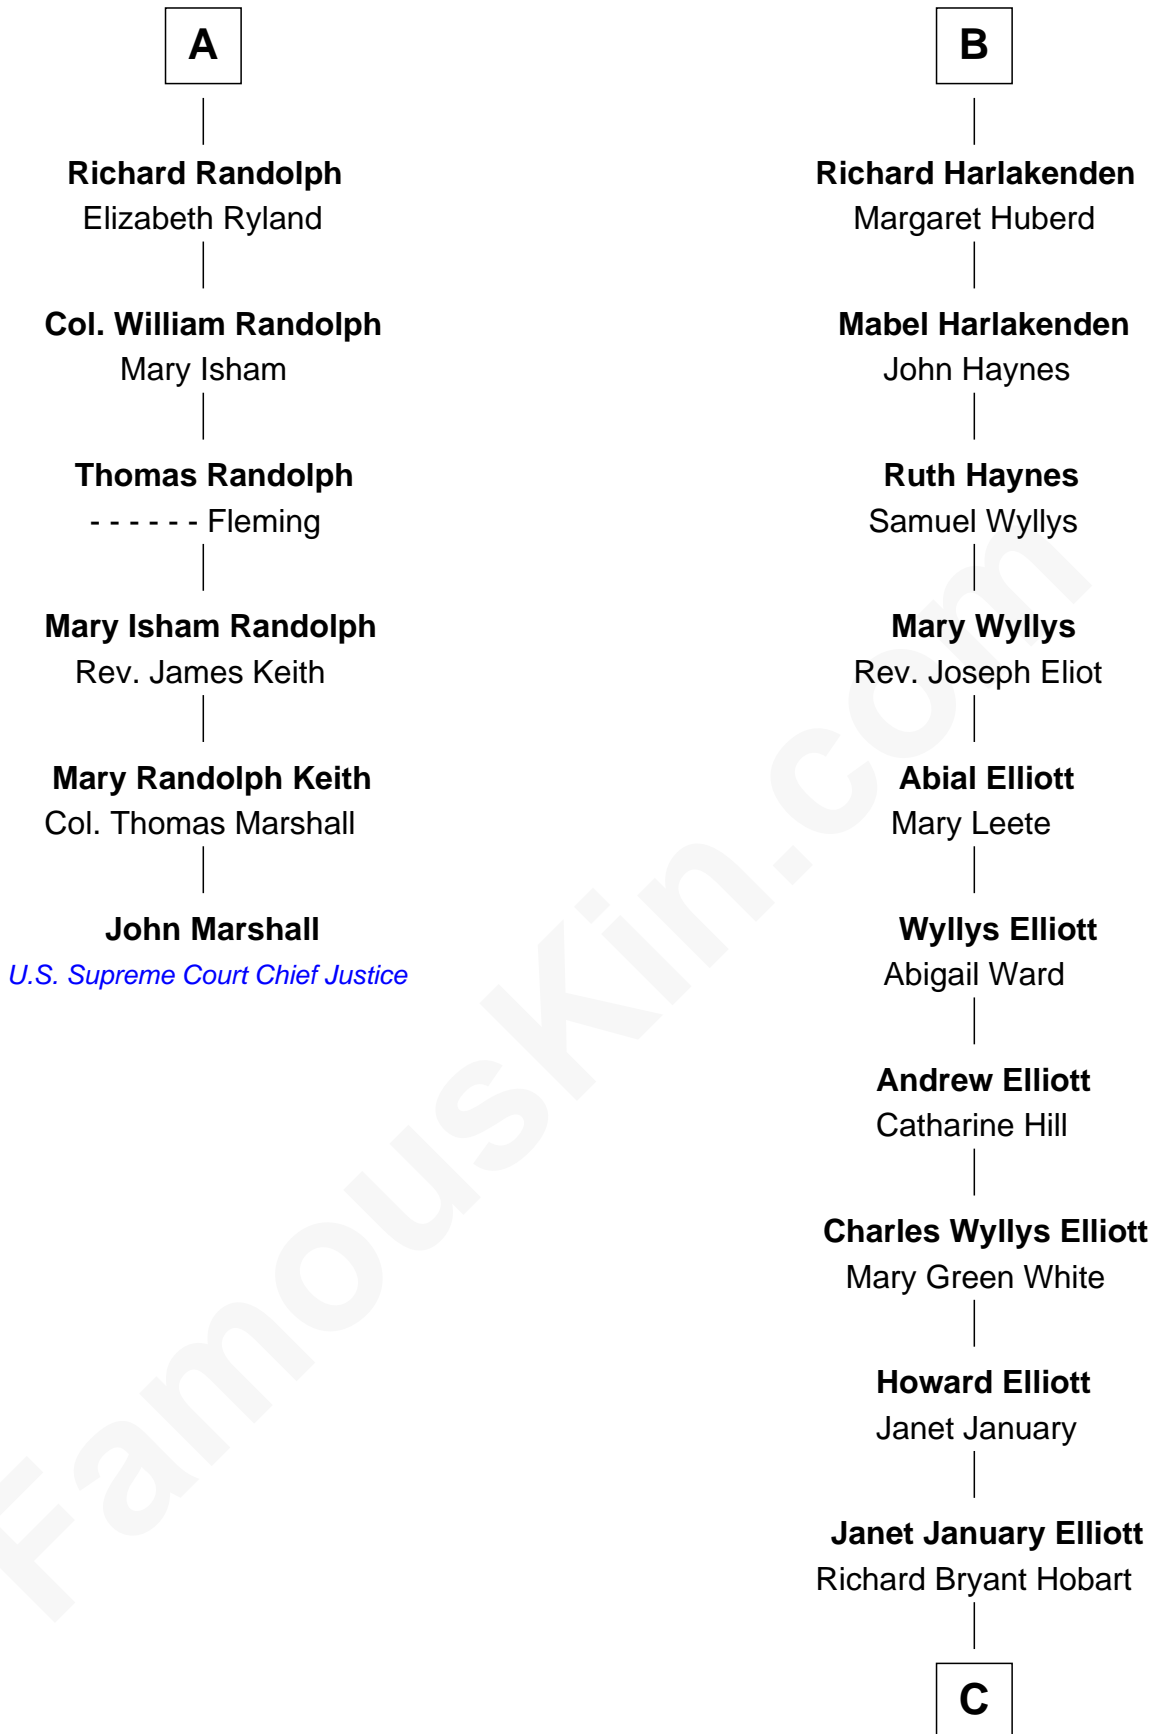 A
Richard Randolph
Elizabeth Ryland
Col. William Randolph
Mary Isham
Thomas Randolph
- - - - - - Fleming
Mary Isham Randolph
Rev. James Keith
Mary Randolph Keith
Col. Thomas Marshall
John Marshall
U.S. Supreme Court Chief Justice
B
Richard Harlakenden
Margaret Huberd
Mabel Harlakenden
John Haynes
Ruth Haynes
Samuel Wyllys
Mary Wyllys
Rev. Joseph Eliot
Abial Elliott
Mary Leete
Wyllys Elliott
Abigail Ward
Andrew Elliott
Catharine Hill
Charles Wyllys Elliott
Mary Green White
Howard Elliott
Janet January
Janet January Elliott
Richard Bryant Hobart
C
FamousKin.com